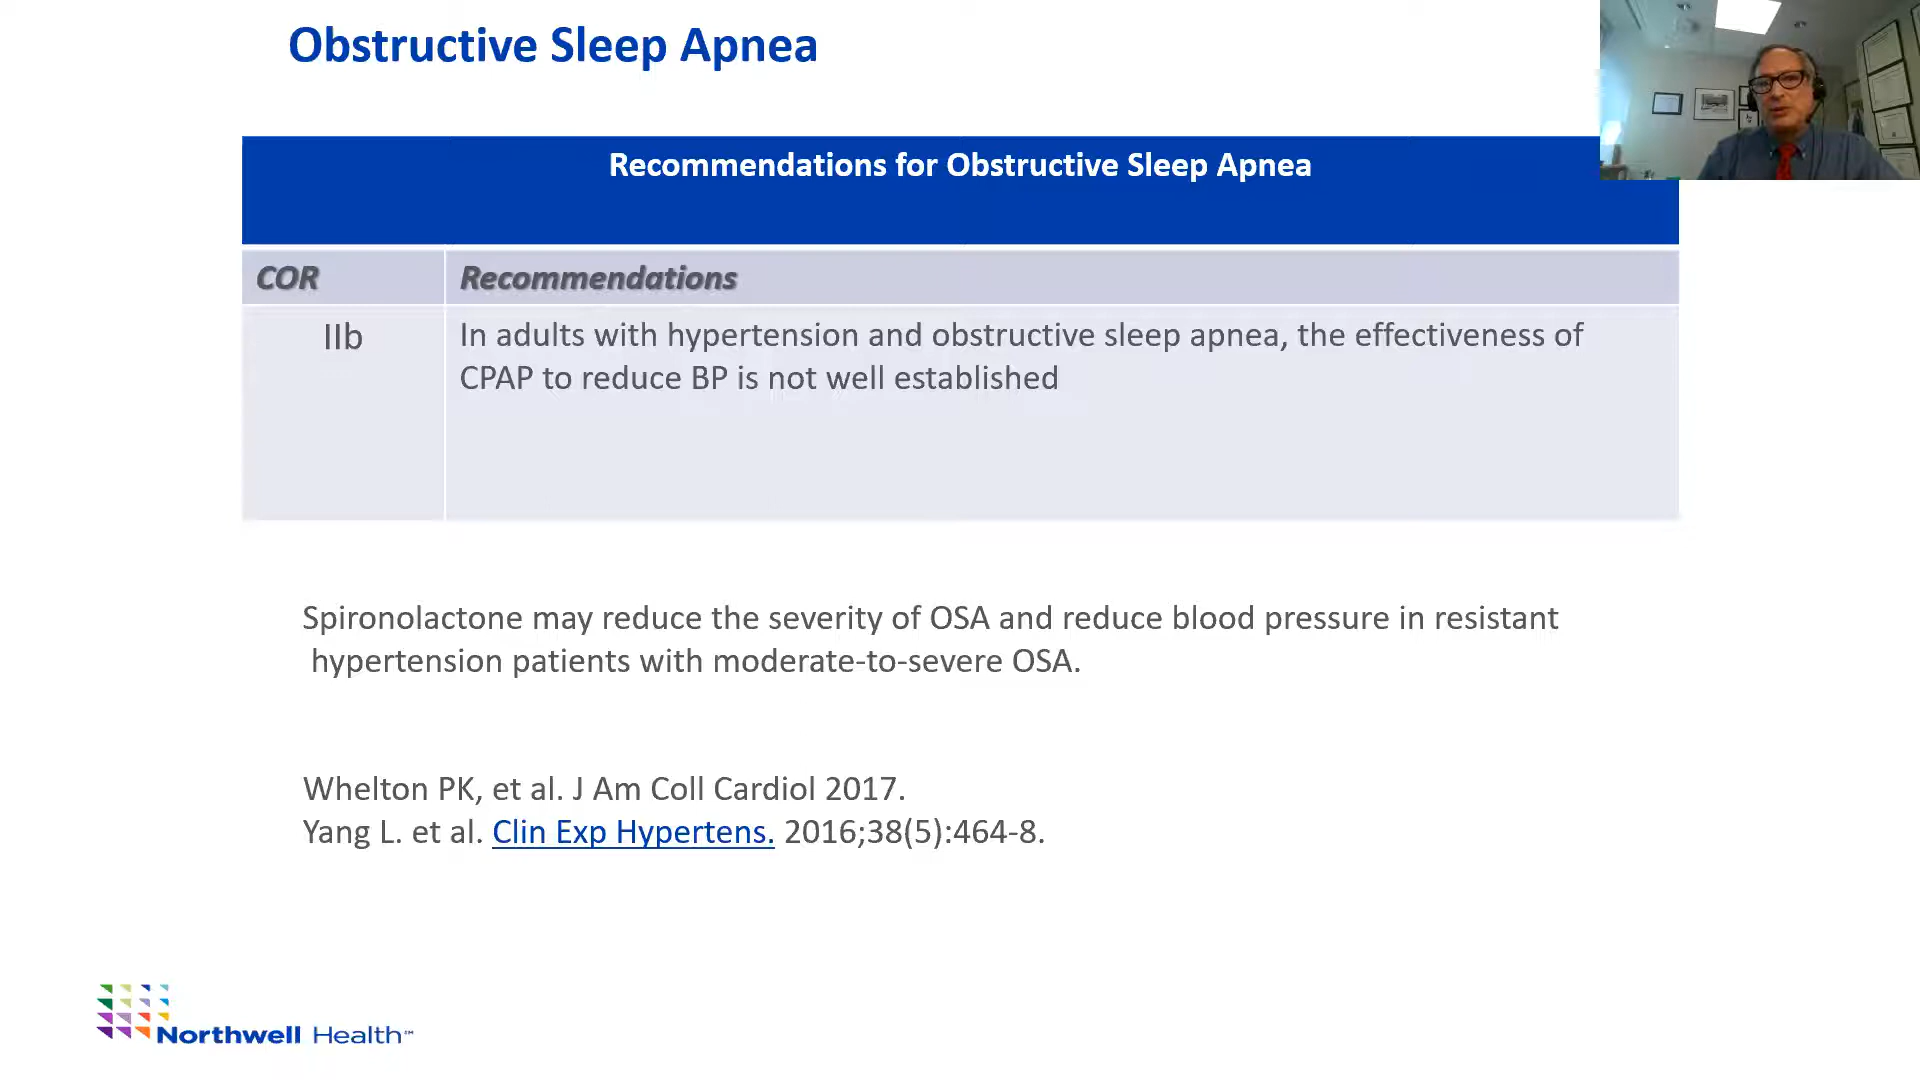 Obstructive Sleep Apnea
Recommendations for Obstructive Sleep Apnea
COR
Recommendations
IIb
In adults with hypertension and obstructive sleep apnea, the effectiveness of
CPAP to reduce BP is not well established
Spironolactone may reduce the severity of OSA and reduce blood pressure in resistant
hypertension patients with moderate-to-severe OSA.
Whelton PK, et al. J Am Coll Cardiol 2017.
Yang L. et al. Clin Exp Hypertens. 2016;38(5):464-8.
Northwell Health℠